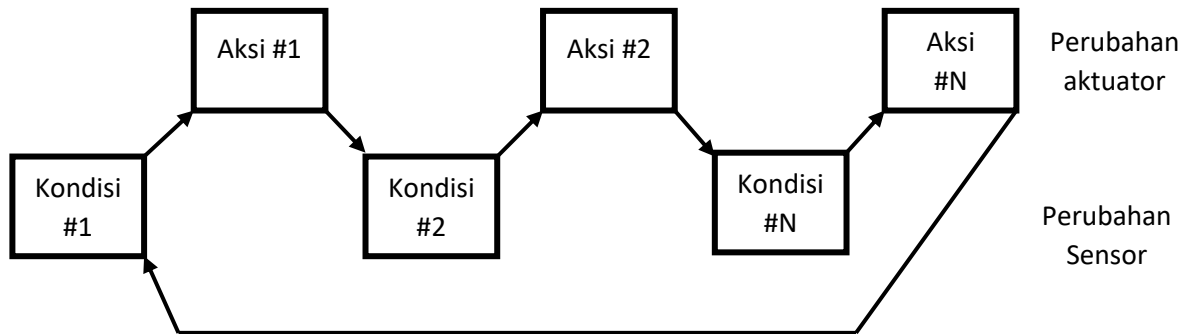 Aksi #1
Aksi #2
Aksi
#N
Perubahan
aktuator
Kondisi
#1
Kondisi
#2
Kondisi
#N
Perubahan
Sensor